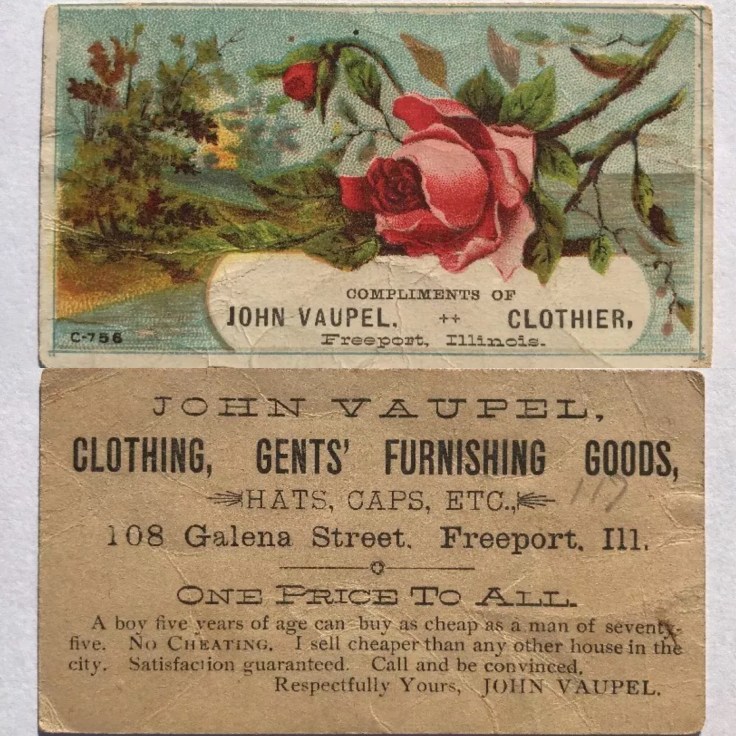 COMPLIMENTS OF
JOHN VAUPEL. ++ CLOTHIER,
Freeport, Illinois.
C-756
JOHN VAUPEL,
CLOTHING, GENTS' FURNISHING GOODS,
HATS, CAPS, ETC.,
117
108 Galena Street, Freeport, Ill.
ONE PRICE TO ALL.
A boy five years of age can buy as cheap as a man of seventy-
five. NO CHEATING. I sell cheaper than any other house in the
city. Satisfaction guaranteed. Call and be convinced.
Respectfully Yours, JOHN VAUPEL.